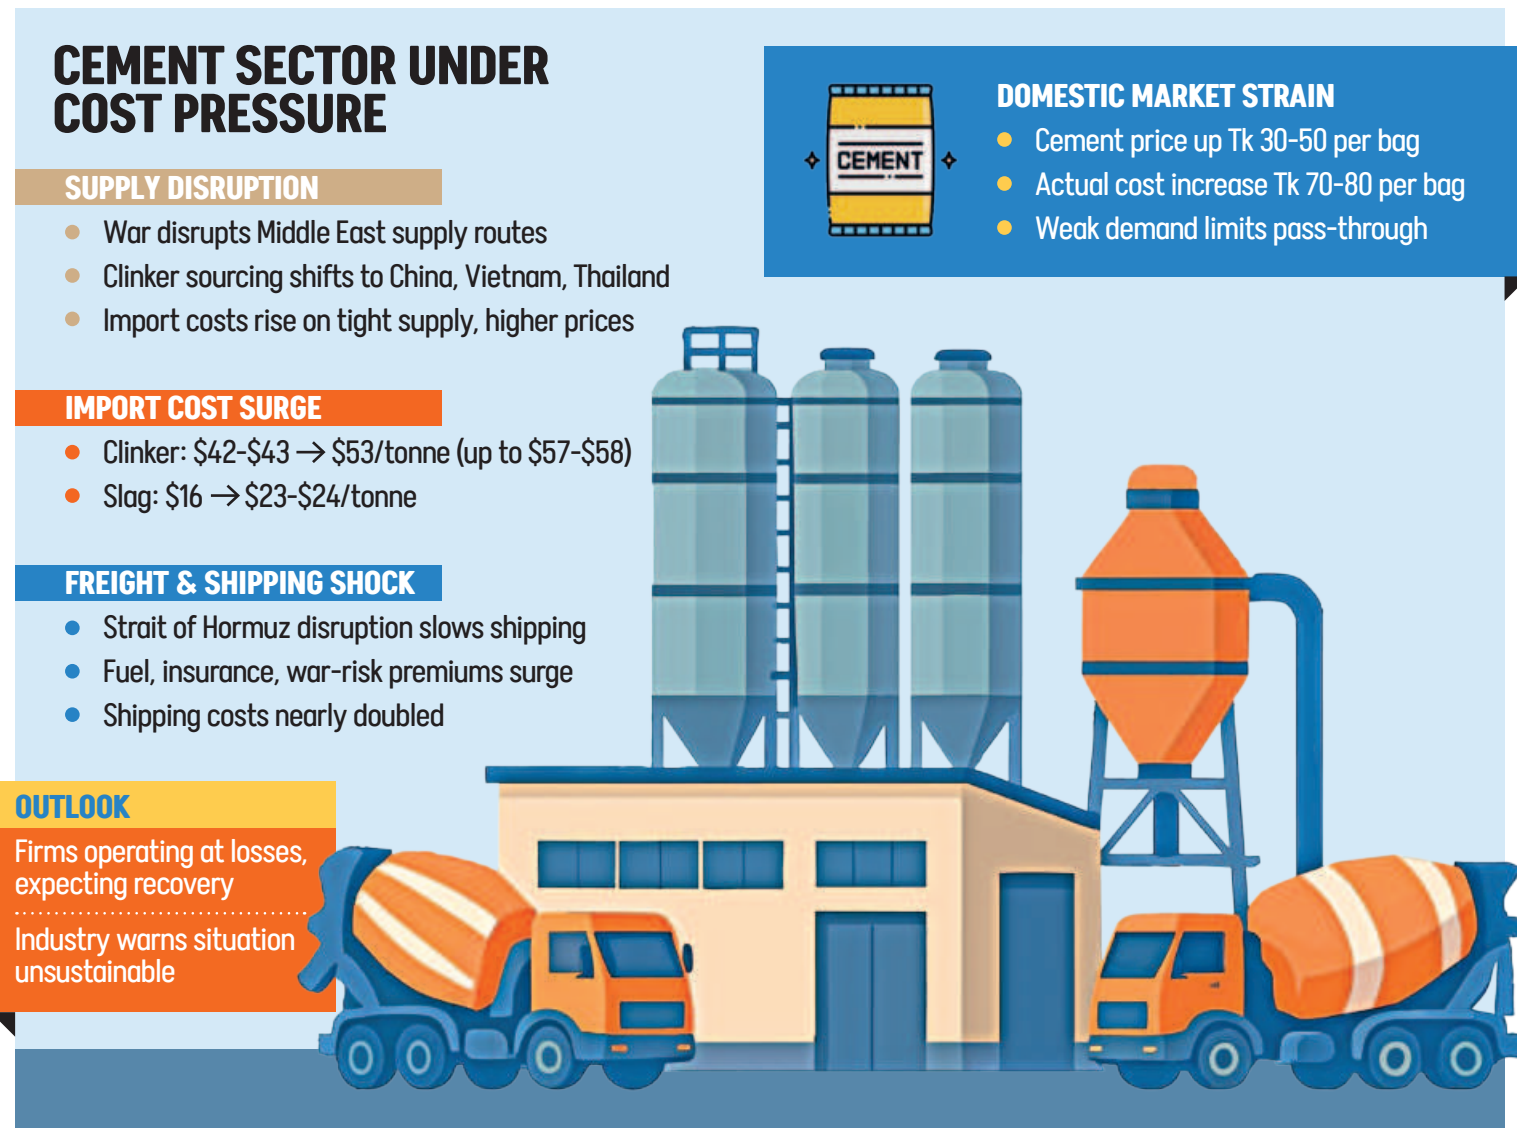 CEMENT SECTOR UNDER
COST PRESSURE
SUPPLY DISRUPTION
War disrupts Middle East supply routes
Clinker sourcing shifts to China, Vietnam, Thailand
Import costs rise on tight supply, higher prices
IMPORT COST SURGE
Clinker: $42-$43 → $53/tonne (up to $57-$58)
Slag: $16 → $23-$24/tonne
FREIGHT & SHIPPING SHOCK
Strait of Hormuz disruption slows shipping
Fuel, insurance, war-risk premiums surge
Shipping costs nearly doubled
OUTLOOK
Firms operating at losses,
expecting recovery
Industry warns situation
unsustainable
CEMENT
DOMESTIC MARKET STRAIN
Cement price up Tk 30-50 per bag
Actual cost increase Tk 70-80 per bag
Weak demand limits pass-through